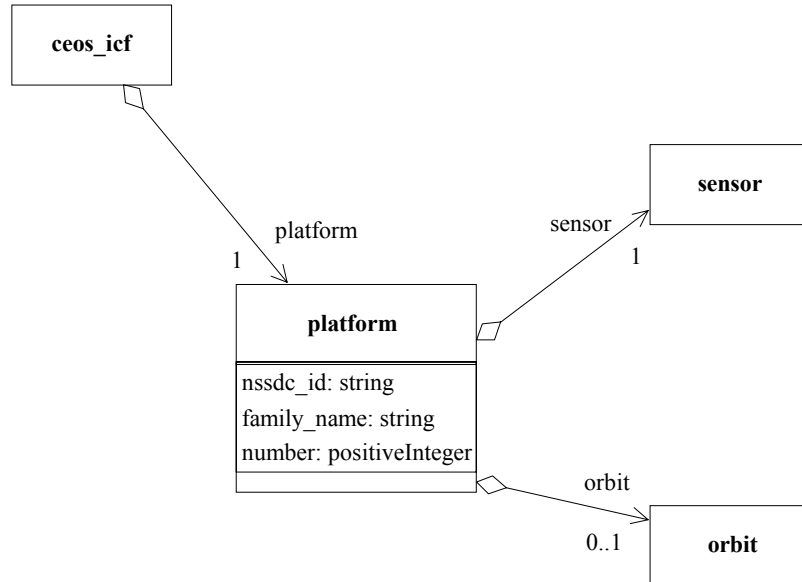 ceos_icf
sensor
sensor
1
platform
1
platform
nssdc_id: string
family_name: string
number: positiveInteger
orbit
0..1
orbit